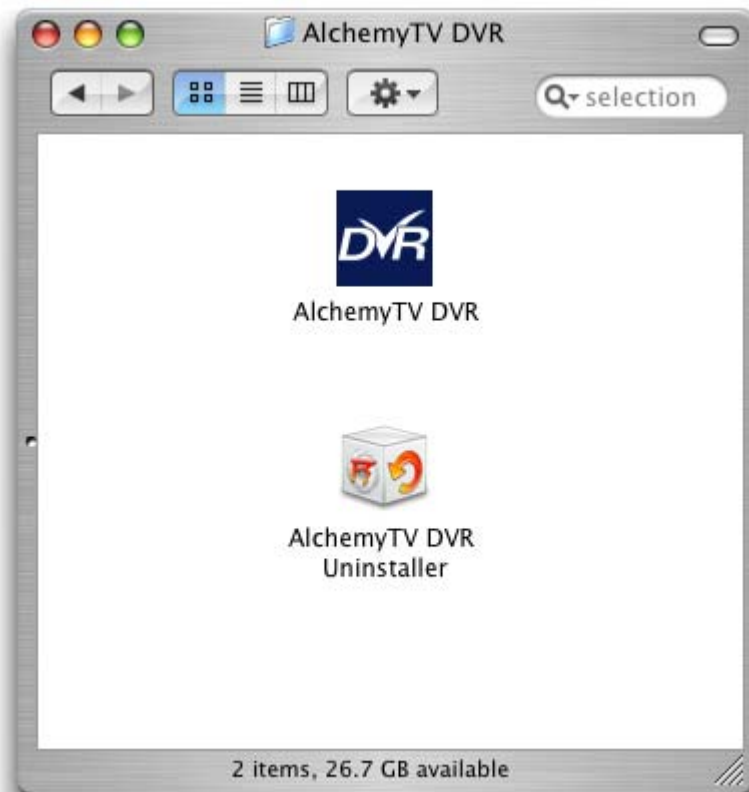 AlchemyTV DVR
selection
DVR
AlchemyTV DVR
AlchemyTV DVR
Uninstaller
2 items, 26.7 GB available